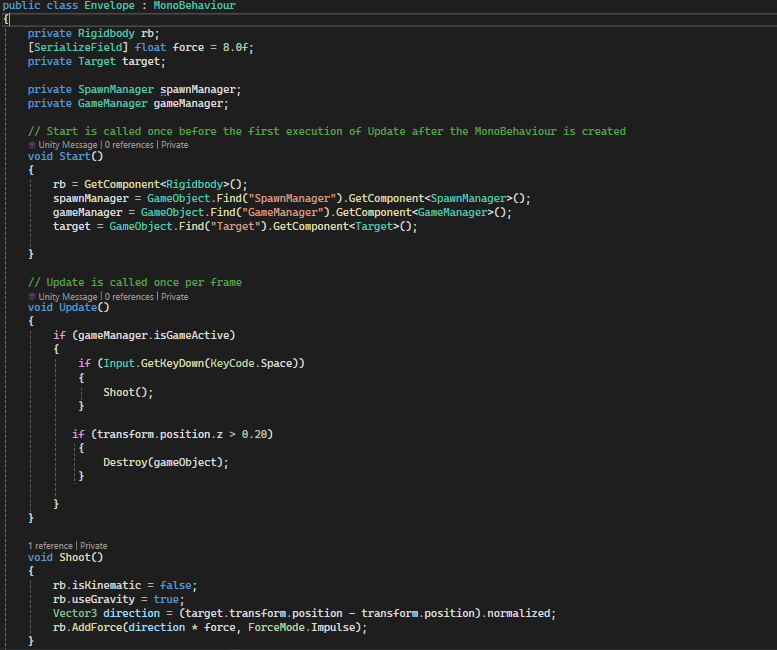 public class Envelope : MonoBehaviour
{
    private Rigidbody rb;
    [SerializeField] float force = 8.0f;
    private Target target;

    private SpawnManager spawnManager;
    private GameManager gameManager;

    // Start is called once before the first execution of Update after the MonoBehaviour is created
    Unity Message | 0 references | Private
    void Start()
    {
        rb = GetComponent<Rigidbody>();
        spawnManager = GameObject.Find("SpawnManager").GetComponent<SpawnManager>();
        gameManager = GameObject.Find("GameManager").GetComponent<GameManager>();
        target = GameObject.Find("Target").GetComponent<Target>();

    }

    // Update is called once per frame
    Unity Message | 0 references | Private
    void Update()
    {
        if (gameManager.isGameActive)
        {
            if (Input.GetKeyDown(KeyCode.Space))
            {
                Shoot();
            }

           if (transform.position.z > 0.20)
            {
                Destroy(gameObject);
            }

        }
    }

    1 reference | Private
    void Shoot()
    {
        rb.isKinematic = false;
        rb.useGravity = true;
        Vector3 direction = (target.transform.position - transform.position).normalized;
        rb.AddForce(direction * force, ForceMode.Impulse);
    }